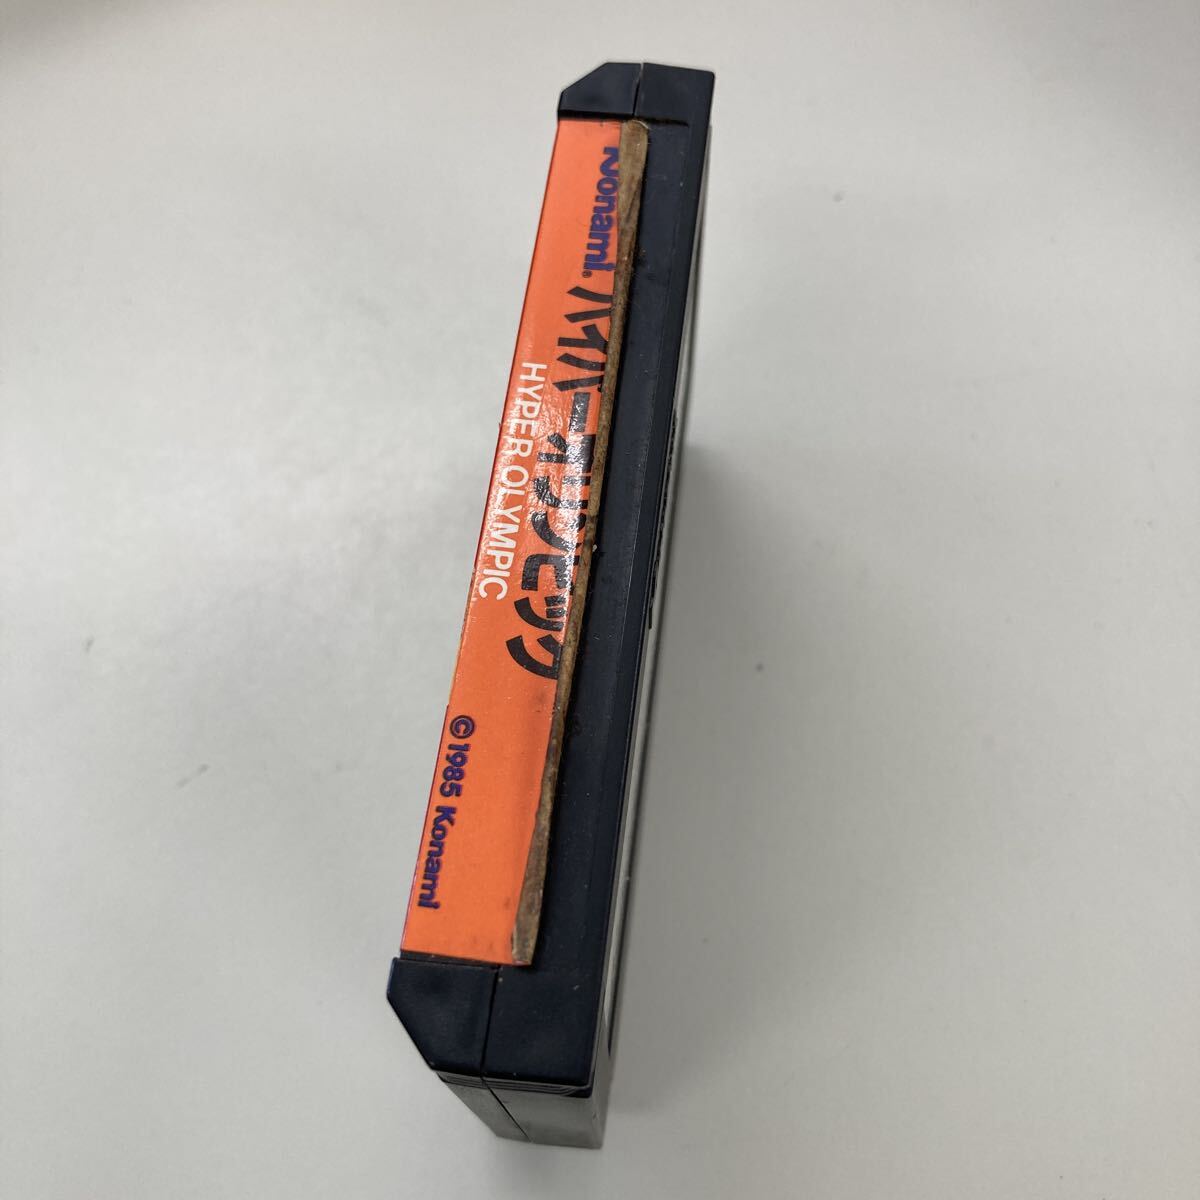 Konami® ハイパーオリンピック
HYPER OLYMPIC
© 1985 Konami